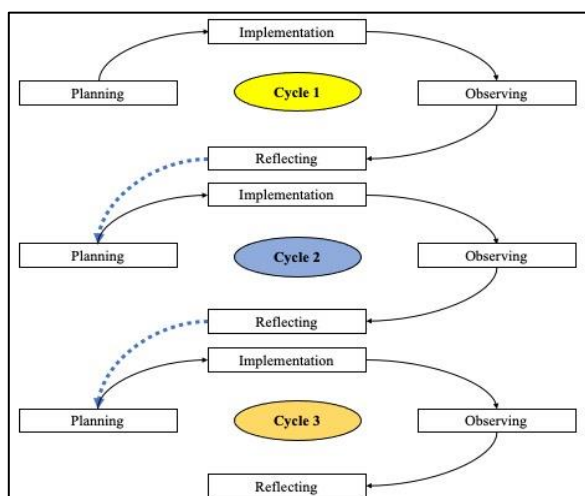 Implementation
Planning
Cycle 1
Observing
Reflecting
Implementation
Planning
Cycle 2
Observing
Reflecting
Implementation
Planning
Cycle 3
Observing
Reflecting